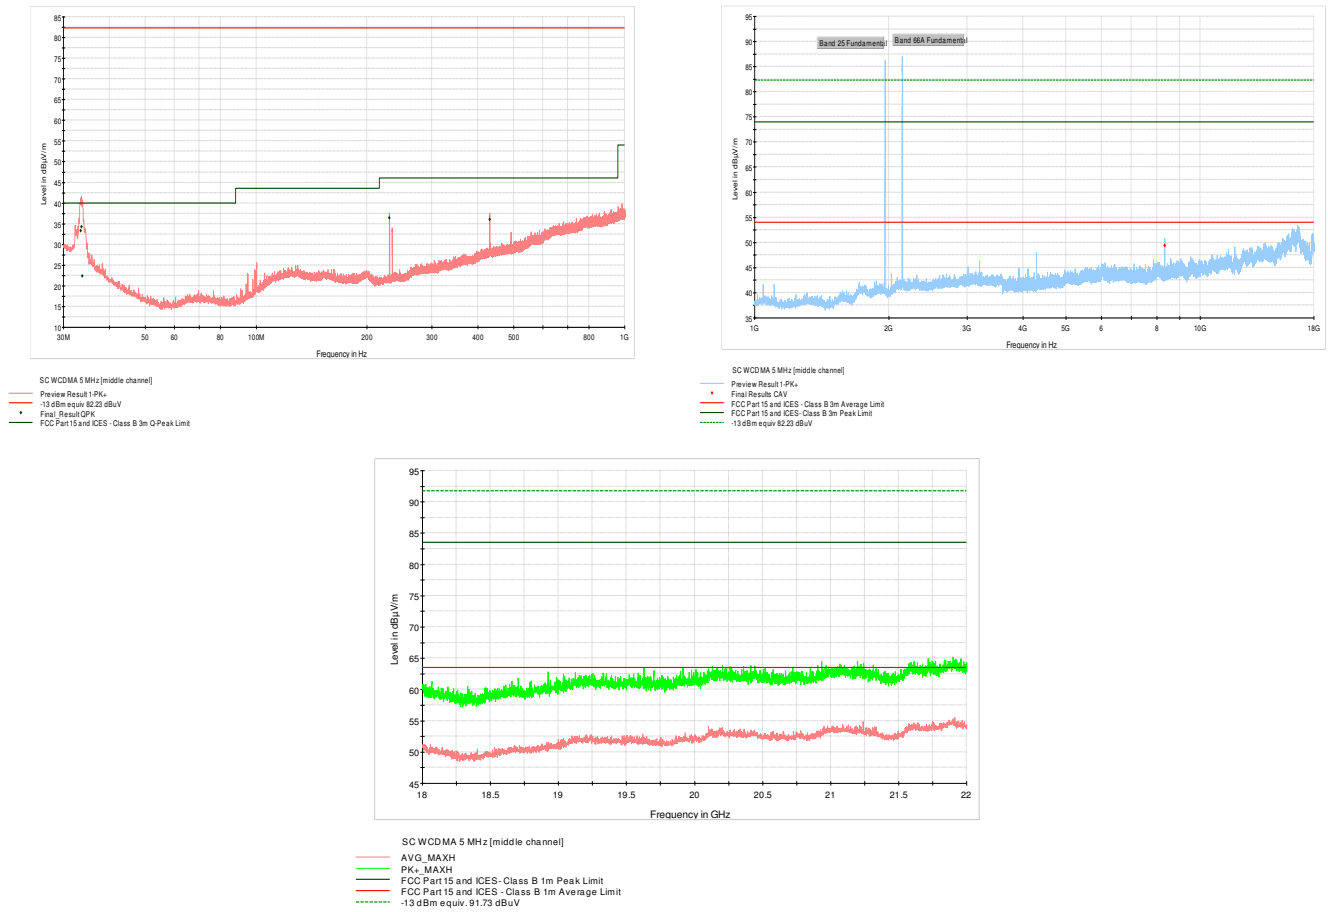 85
80
75
70
65
60
55
50
45
40
35
30
25
20
15
10
Level in dBµV/m
30M 50 60 80 100M 200 300 400 500 800 1G
Frequency in Hz
SC WCDMA 5 MHz [middle channel]
Preview Result 1-PK+
-13 dBm equiv 82.23 dBuV
Final_Result QPK
FCC Part 15 and ICES - Class B 3m Q-Peak Limit
95
90
85
80
75
70
65
60
55
50
45
40
35
Level in dBµV/m
Band 25 Fundamental
Band 66A Fundamental
1G 2G 3G 4G 5G 6 8 10G 18G
Frequency in Hz
SC WCDMA 5 MHz [middle channel]
Preview Result 1-PK+
Final Results CAV
FCC Part 15 and ICES - Class B 3m Average Limit
FCC Part 15 and ICES- Class B 3m Peak Limit
-13 dBm equiv 82.23 dBuV
95
90
85
80
75
70
65
60
55
50
45
Level in dBµV/m
18 18.5 19 19.5 20 20.5 21 21.5 22
Frequency in GHz
SC WCDMA 5 MHz [middle channel]
AVG_MAXH
PK+_MAXH
FCC Part 15 and ICES- Class B 1m Peak Limit
FCC Part 15 and ICES - Class B 1m Average Limit
-13 dBm equiv. 91.73 dBuV